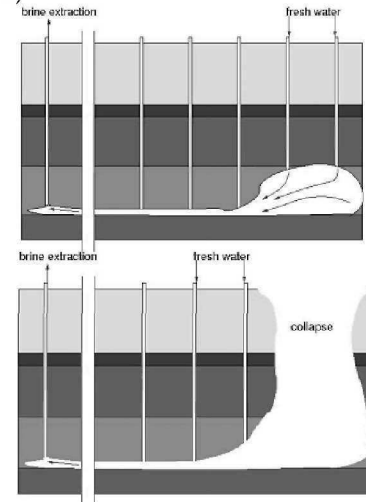 )
brine extraction fresh water
brine extraction fresh water
collapse